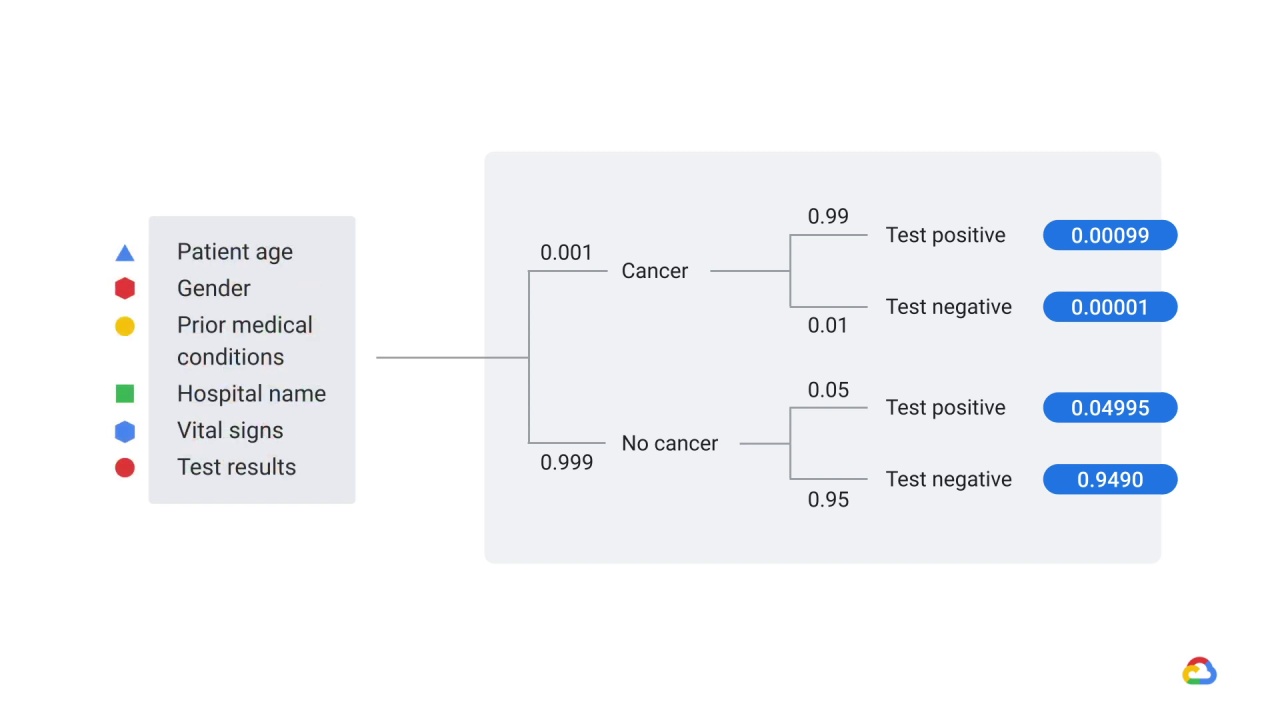 Patient age
Gender
Prior medical
conditions
Hospital name
Vital signs
Test results
0.001
Cancer
0.999
No cancer
0.99
Test positive
0.00099
Test negative
0.00001
0.01
0.05
Test positive
0.04995
Test negative
0.9490
0.95